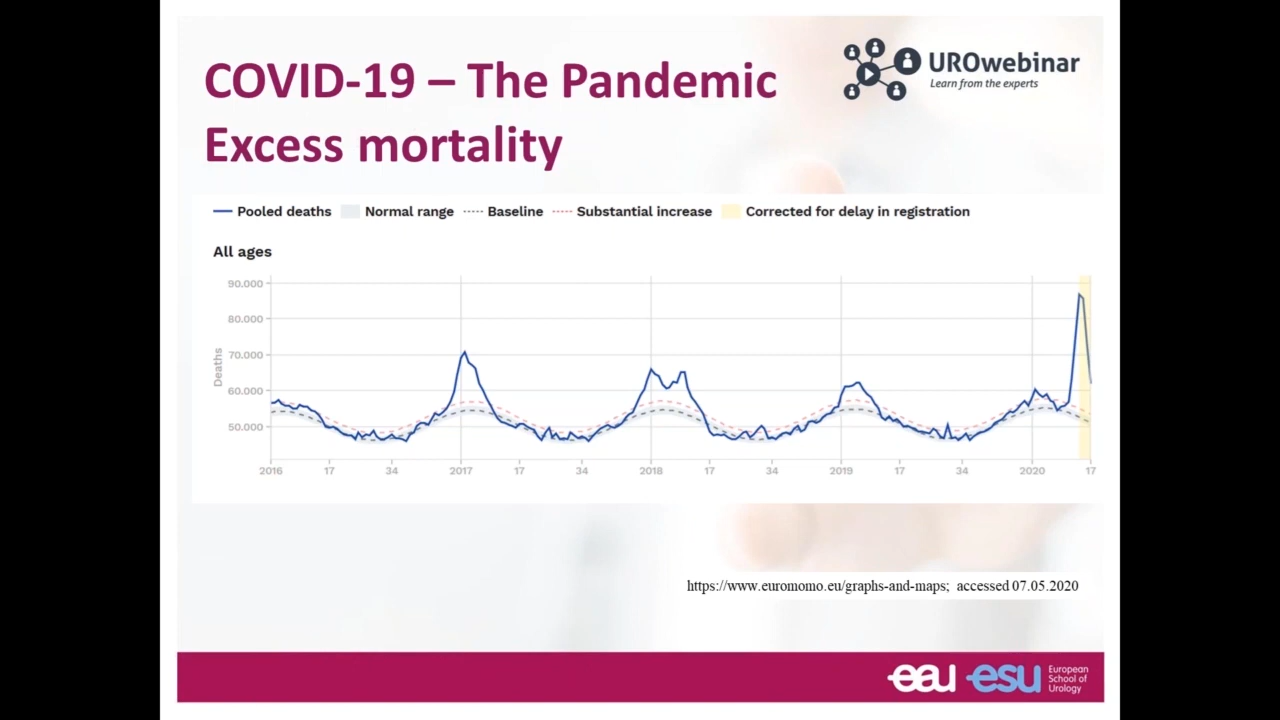 COVID-19 – The Pandemic
Excess mortality
UROwebinar
Learn from the experts
Pooled deaths Normal range Baseline Substantial increase Corrected for delay in registration
All ages
Deaths
90.000
80.000
70.000
60.000
50.000
2016 17 34 2017 17 34 2018 17 34 2019 17 34 2020 17
https://www.euromomo.eu/graphs-and-maps; accessed 07.05.2020
eau esu
European
School of
Urology